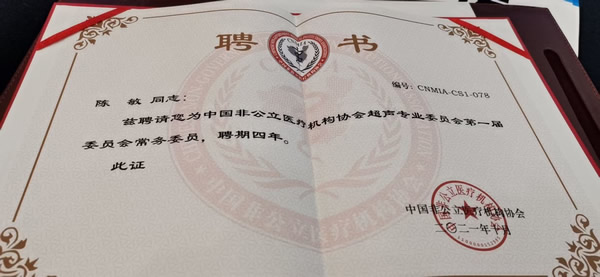 聘 书
编号: CNMIA-CS1-078
陈 敏 同志:
兹聘请您为中国非公立医疗机构协会超声专业委员会第一届
委员会常务委员,聘期四年。
此证
中国非公立医疗机构协会
二〇二一年十月